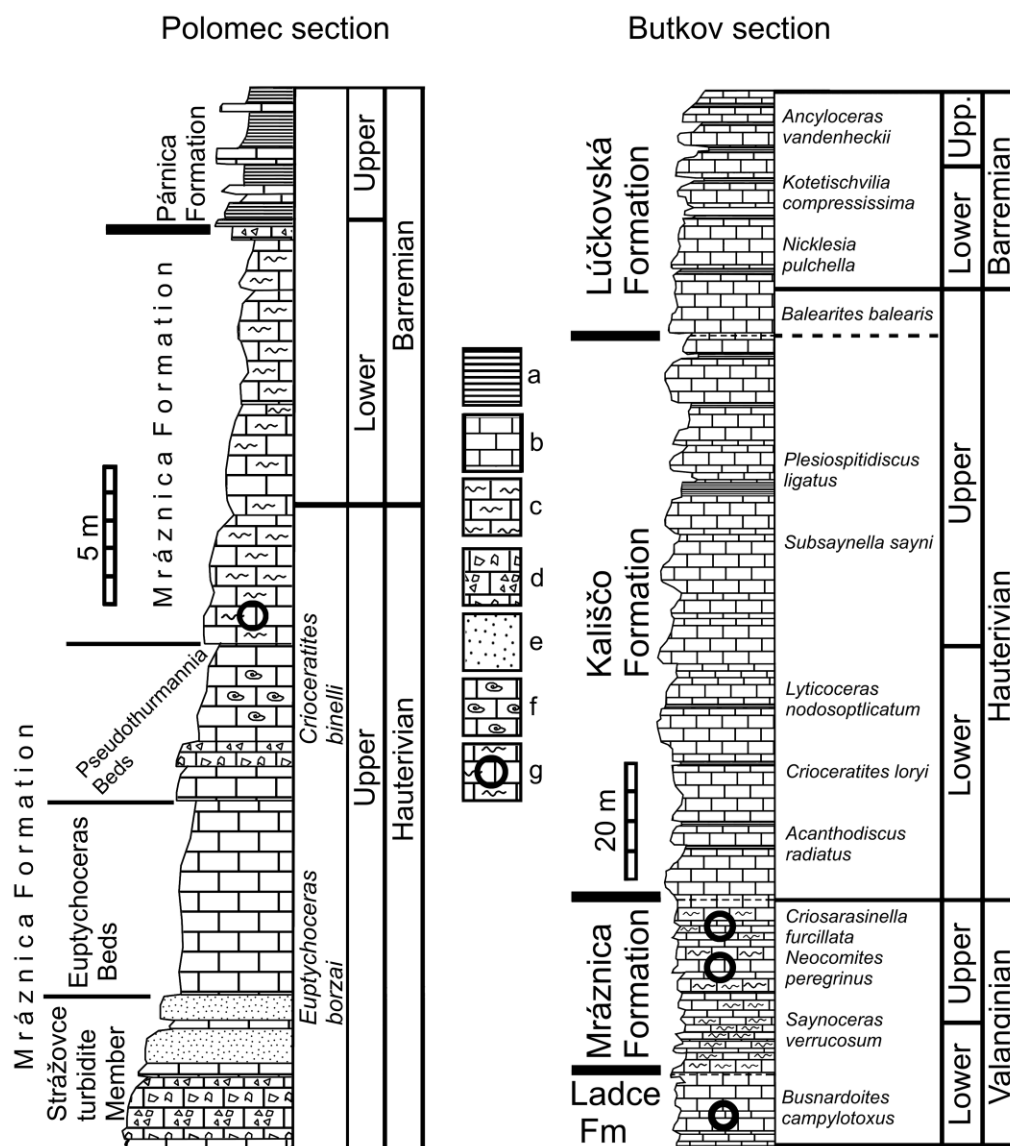 Polomec section
Butkov section
Párnica
Formation
Mráznica Formation
5 m
Pseudothurmannia
Beds
Mráznica Formation
Euptychoceras
Beds
Strážovce
turbidite
Member
Crioceratites
binelli
Euptychoceras
borzai
Upper
Lower
Barremian
Upper
Hauterivian
a
b
c
d
e
f
g
Lúčkovská
Formation
Kališčo
Formation
20 m
Mráznica
Formation
Ladce
Fm
Ancyloceras
vandenheckii
Kotetischvilia
compressissima
Nicklesia
pulchella
Balearites balearis
Plesiospitidiscus
ligatus
Subsaynella sayni
Lyticoceras
nodosoptlicatum
Crioceratites loryi
Acanthodiscus
radiatus
Criosarasinella
furcillata
Neocomites
peregrinus
Saynoceras
verrucosum
Busnardoites
campylotoxus
Upp.
Lower
Barremian
Upper
Lower
Hauterivian
Upper
Lower
Valanginian